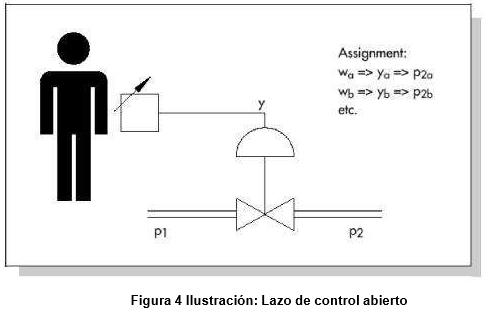 Assignment:
wa => ya => p2a
wb => yb => p2b
etc.
y
p1
p2
Figura 4 Ilustración: Lazo de control abierto